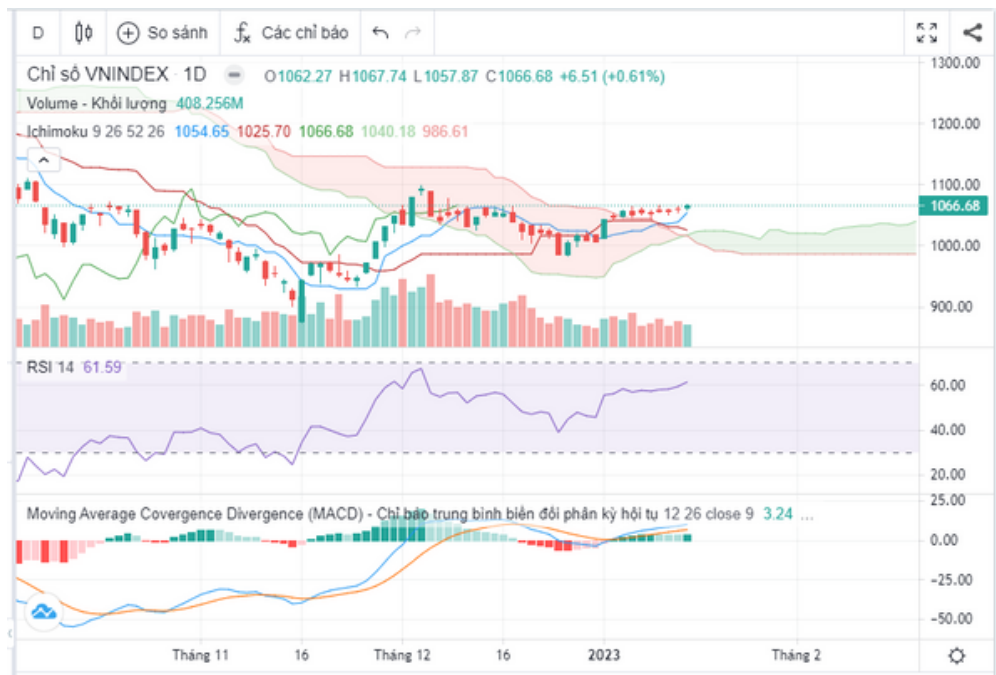 D So sánh fx Các chỉ báo
Chỉ số VNINDEX · 1D O1062.27 H1067.74 L1057.87 C1066.68 +6.51 (+0.61%)
Volume - Khối lượng 408.256M
Ichimoku 9 26 52 26 1054.65 1025.70 1066.68 1040.18 986.61
1300.00
1200.00
1100.00
1066.68
1000.00
900.00
RSI 14 61.59
60.00
40.00
20.00
Moving Average Covergence Divergence (MACD) - Chỉ báo trung bình biến đổi phân kỳ hội tụ 12 26 close 9 3.24 ...
25.00
0.00
−25.00
−50.00
Tháng 11 16 Tháng 12 16 2023 Tháng 2